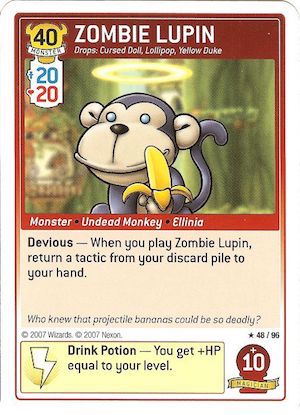 40
MONSTER
ZOMBIE LUPIN
Drops: Cursed Doll, Lollipop, Yellow Duke
20
20
Monster • Undead Monkey • Ellinia
Devious — When you play Zombie Lupin,
return a tactic from your discard pile to
your hand.
Who knew that projectile bananas could be so deadly?
© 2007 Wizards. © 2007 Nexon.
★ 48 / 96
Drink Potion — You get +HP
equal to your level.
+
10
MAGICIAN